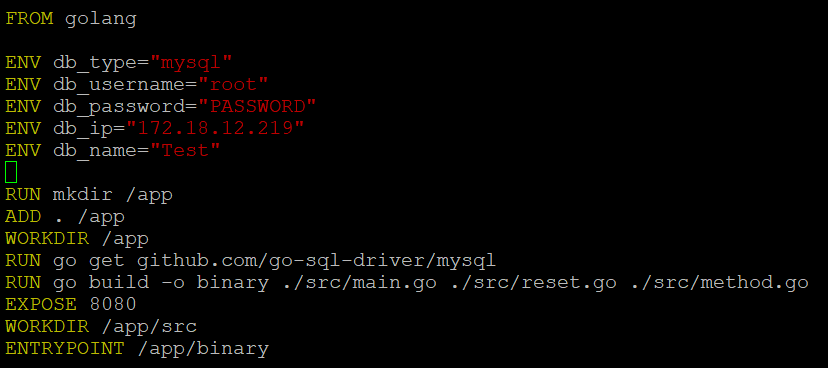 FROM golang
ENV db_type="mysql"
ENV db_username="root"
ENV db_password="PASSWORD"
ENV db_ip="172.18.12.219"
ENV db_name="Test"
RUN mkdir /app
ADD . /app
WORKDIR /app
RUN go get github.com/go-sql-driver/mysql
RUN go build -o binary ./src/main.go ./src/reset.go ./src/method.go
EXPOSE 8080
WORKDIR /app/src
ENTRYPOINT /app/binary